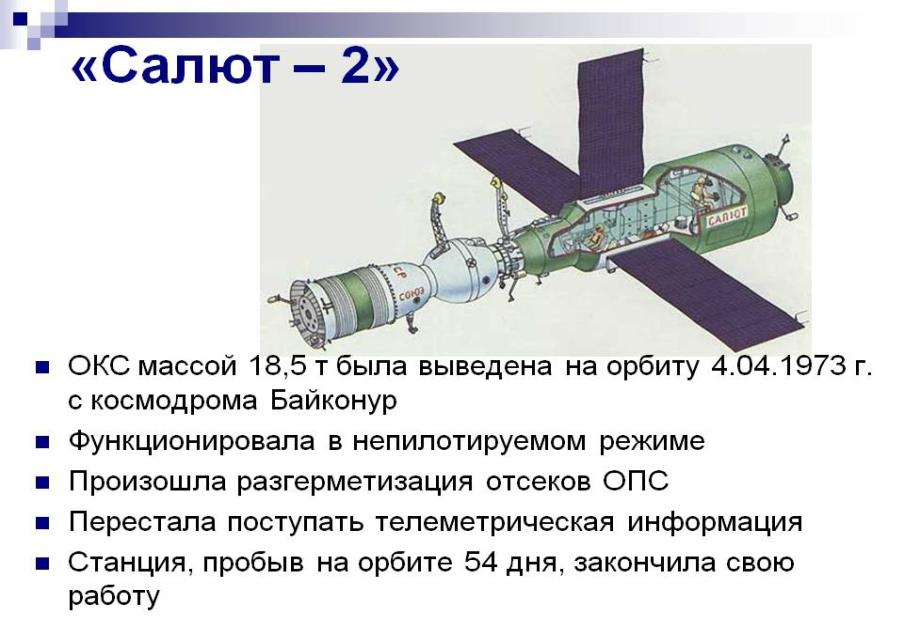 «Салют – 2»
САЛЮТ
СР
СОЮЗ
ОКС массой 18,5 т была выведена на орбиту 4.04.1973 г.
с космодрома Байконур
Функционировала в непилотируемом режиме
Произошла разгерметизация отсеков ОПС
Перестала поступать телеметрическая информация
Станция, пробыв на орбите 54 дня, закончила свою
работу